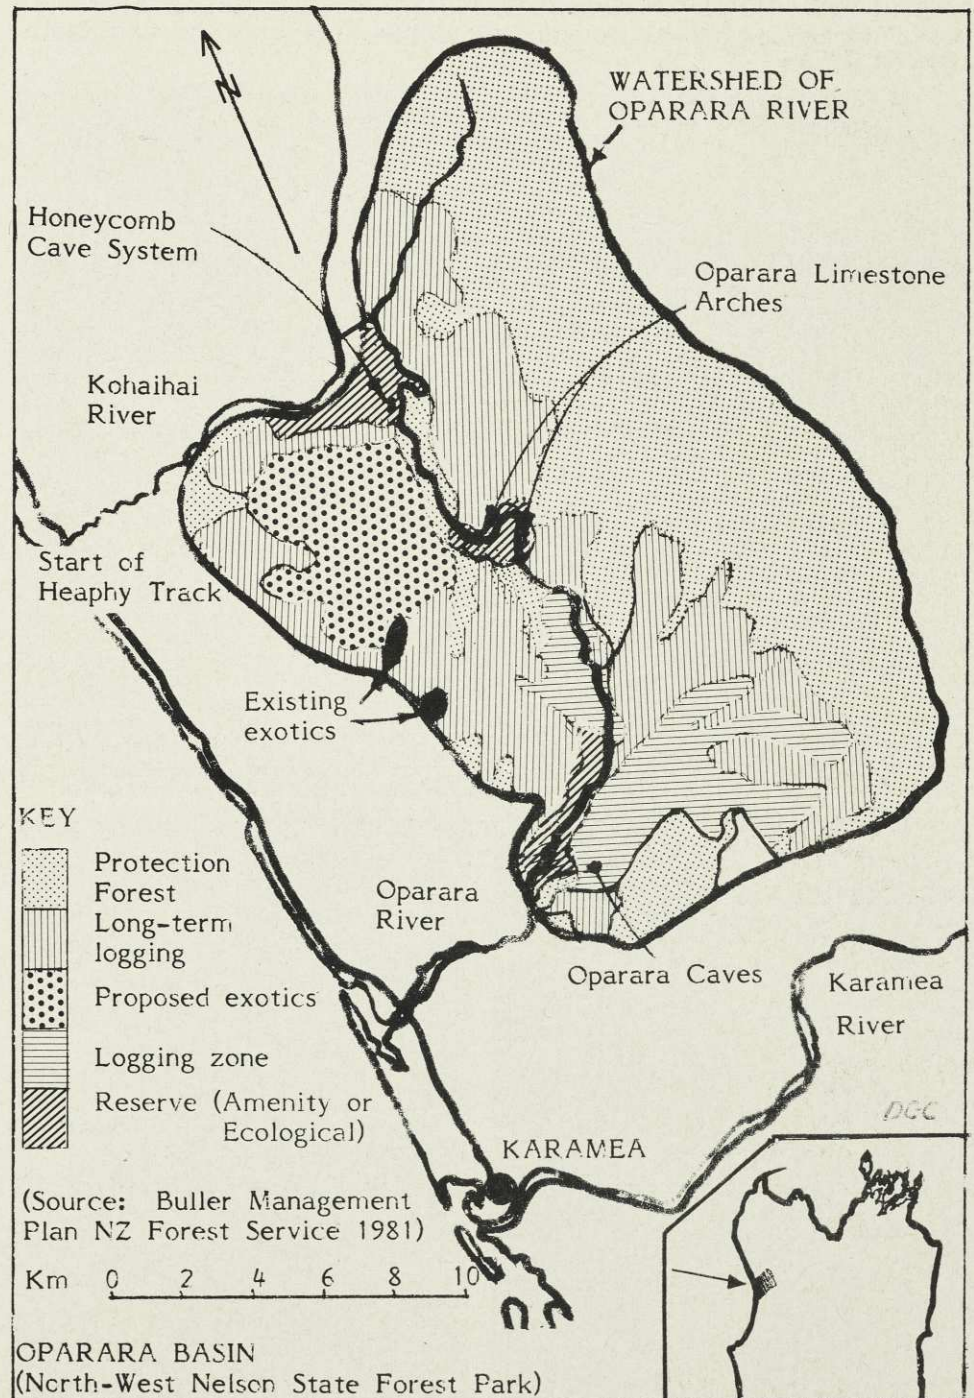 N
WATERSHED OF
OPARARA RIVER
Honeycomb
Cave System
Oparara Limestone
Arches
Kohaihai
River
Start of
Heaphy Track
Existing
exotics
KEY
Protection
Forest
Long-term
logging
Proposed exotics
Logging zone
Reserve (Amenity or
Ecological)
Oparara
River
Oparara Caves
Karamea
River
DGC
KARAMEA
(Source: Buller Management
Plan NZ Forest Service 1981)
Km 0 2 4 6 8 10
OPARARA BASIN
(North-West Nelson State Forest Park)